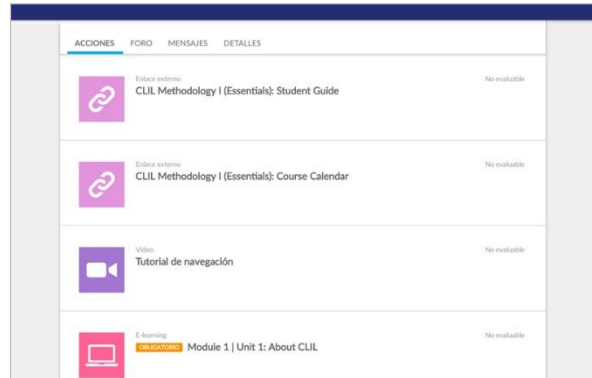 ACCIONES FORO MENSAJES DETALLES
Enlace externo No evaluable
CLIL Methodology I (Essentials): Student Guide
Enlace externo No evaluable
CLIL Methodology I (Essentials): Course Calendar
Video No evaluable
Tutorial de navegación
E-learning No evaluable
OBLIGATORIO Module 1 | Unit 1: About CLIL